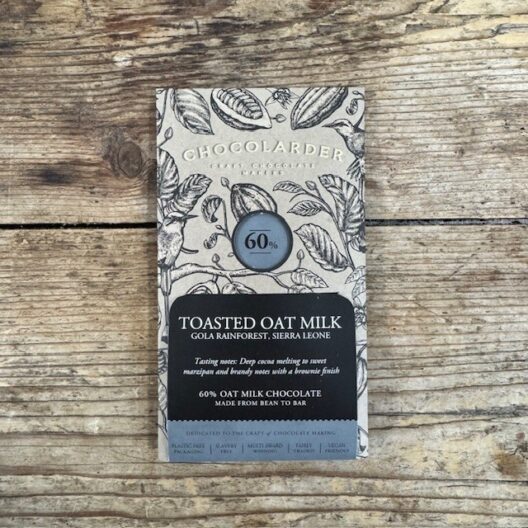 CHOCOLARDER
CRAFT CHOCOLATE
MAKERS
60%
TOASTED OAT MILK
GOLA RAINFOREST, SIERRA LEONE
Tasting notes: Deep cocoa melting to sweet
marzipan and brandy notes with a brownie finish
60% OAT MILK CHOCOLATE
MADE FROM BEAN TO BAR
DEDICATED TO THE CRAFT of CHOCOLATE MAKING
PLASTIC FREE SLAVERY MULTI AWARD FAIRLY VEGAN
PACKAGING FREE WINNING TRADED FRIENDLY